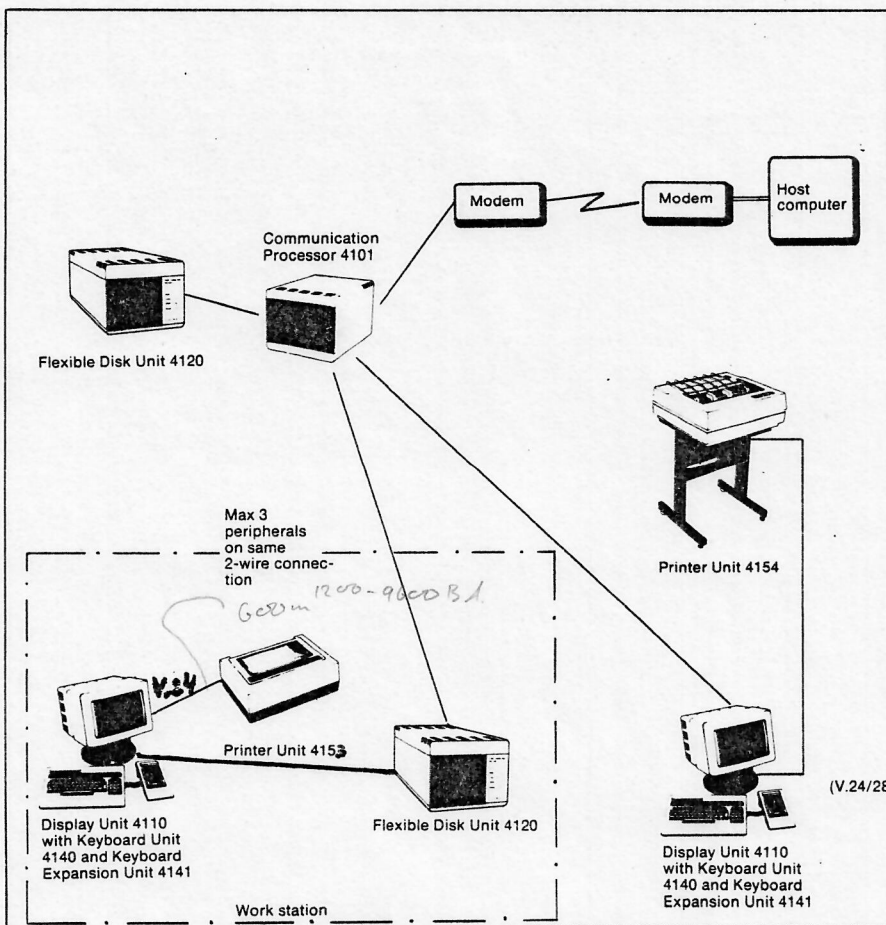 Modem
Modem
Host
computer
Communication
Processor 4101
Flexible Disk Unit 4120
Printer Unit 4154
Max 3
peripherals
on same
2-wire connec-
tion
600m 1200-9600 Bd
V.24
Printer Unit 4153
Flexible Disk Unit 4120
(V.24/28
Display Unit 4110
with Keyboard Unit
4140 and Keyboard
Expansion Unit 4141
Display Unit 4110
with Keyboard Unit
4140 and Keyboard
Expansion Unit 4141
Work station